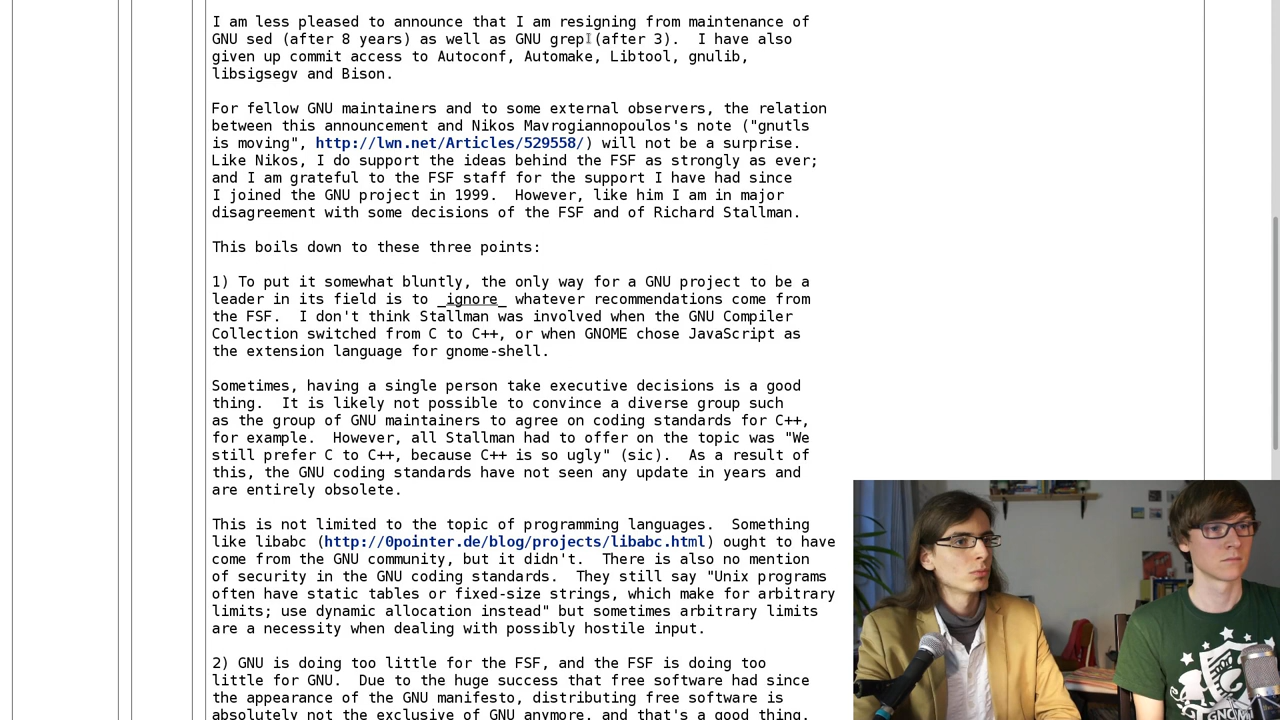 I am less pleased to announce that I am resigning from maintenance of
GNU sed (after 8 years) as well as GNU grep (after 3).  I have also
given up commit access to Autoconf, Automake, Libtool, gnulib,
libsigsegv and Bison.
For fellow GNU maintainers and to some external observers, the relation
between this announcement and Nikos Mavrogiannopoulos's note ("gnutls
is moving", http://lwn.net/Articles/529558/) will not be a surprise.
Like Nikos, I do support the ideas behind the FSF as strongly as ever;
and I am grateful to the FSF staff for the support I have had since
I joined the GNU project in 1999.  However, like him I am in major
disagreement with some decisions of the FSF and of Richard Stallman.
This boils down to these three points:
1) To put it somewhat bluntly, the only way for a GNU project to be a
leader in its field is to _ignore_ whatever recommendations come from
the FSF.  I don't think Stallman was involved when the GNU Compiler
Collection switched from C to C++, or when GNOME chose JavaScript as
the extension language for gnome-shell.
Sometimes, having a single person take executive decisions is a good
thing.  It is likely not possible to convince a diverse group such
as the group of GNU maintainers to agree on coding standards for C++,
for example.  However, all Stallman had to offer on the topic was "We
still prefer C to C++, because C++ is so ugly" (sic).  As a result of
this, the GNU coding standards have not seen any update in years and
are entirely obsolete.
This is not limited to the topic of programming languages.  Something
like libabc (http://0pointer.de/blog/projects/libabc.html) ought to have
come from the GNU community, but it didn't.  There is also no mention
of security in the GNU coding standards.  They still say "Unix programs
often have static tables or fixed-size strings, which make for arbitrary
limits; use dynamic allocation instead" but sometimes arbitrary limits
are a necessity when dealing with possibly hostile input.
2) GNU is doing too little for the FSF, and the FSF is doing too
little for GNU.  Due to the huge success that free software had since
the appearance of the GNU manifesto, distributing free software is
absolutely not the exclusive of GNU anymore, and that's a good thing.